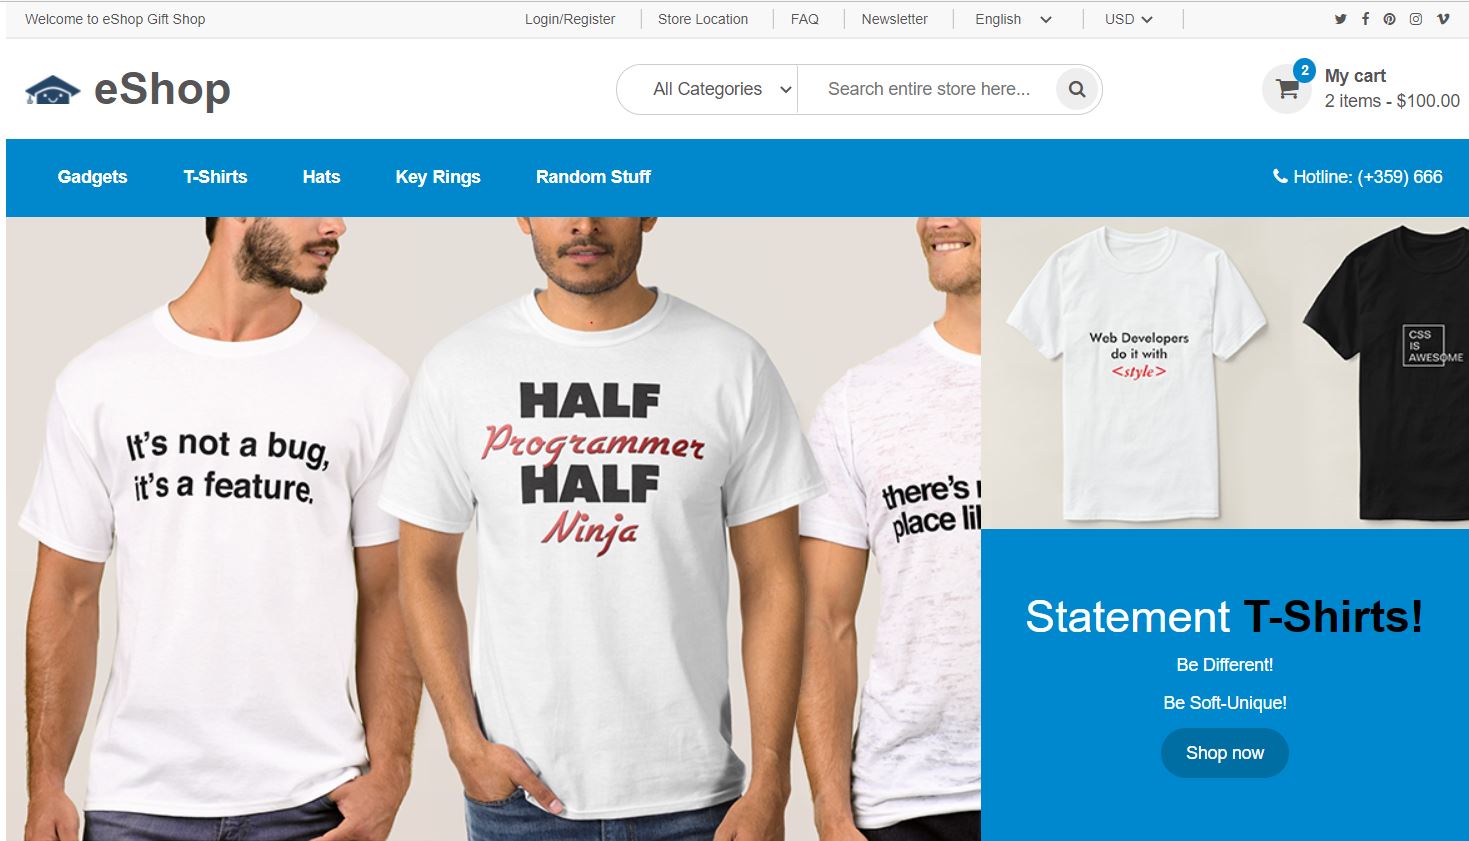 Welcome to eShop Gift Shop
Login/Register
Store Location
FAQ
Newsletter
English
USD
eShop
All Categories
Search entire store here...
2
My cart
2 items - $100.00
Gadgets
T-Shirts
Hats
Key Rings
Random Stuff
Hotline: (+359) 666
It's not a bug,
it's a feature.
HALF
Programmer
HALF
Ninja
there's
place
Web Developers
do it with
<style>
CSS
IS
AWESOME
Statement T-Shirts!
Be Different!
Be Soft-Unique!
Shop now